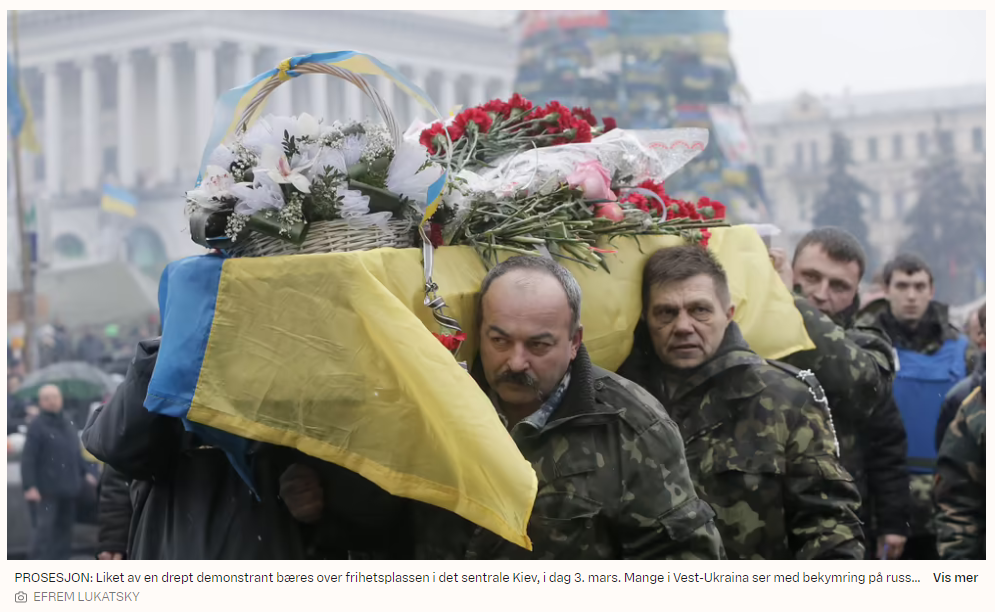 PROSESJON: Liket av en drept demonstrant bæres over frihetsplassen i det sentrale Kiev, i dag 3. mars. Mange i Vest-Ukraina ser med bekymring på russ... Vis mer
EFREM LUKATSKY